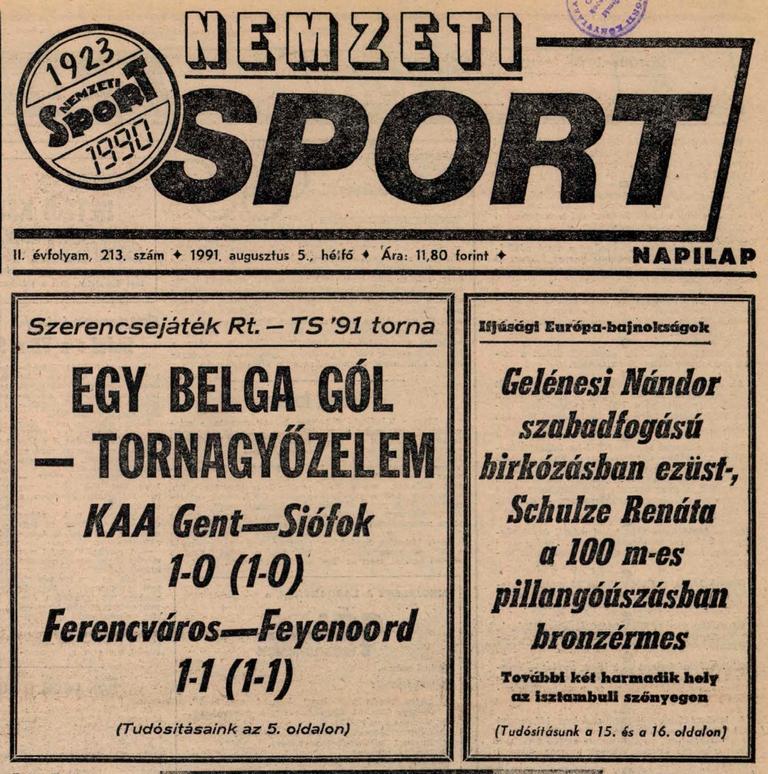 NEMZETI
SPORT
1923
NEMZETI
SPORT
1990
II. évfolyam, 213. szám ✦ 1991. augusztus 5., hétfő ✦ Ára: 11,80 forint ✦
NAPILAP
Szerencsejáték Rt. — TS '91 torna
EGY BELGA GÓL
— TORNAGYŐZELEM
KAA Gent—Siófok
1-0 (1-0)
Ferencváros—Feyenoord
1-1 (1-1)
(Tudósításaink az 5. oldalon)
Ifjúsági Európa-bajnokságok
Gelénesi Nándor
szabadfogású
birkózásban ezüst-,
Schulze Renáta
a 100 m-es
pillangóúszásban
bronzérmes
További két harmadik hely
az isztambuli szőnyegen
(Tudósításunk a 15. és a 16. oldalon)